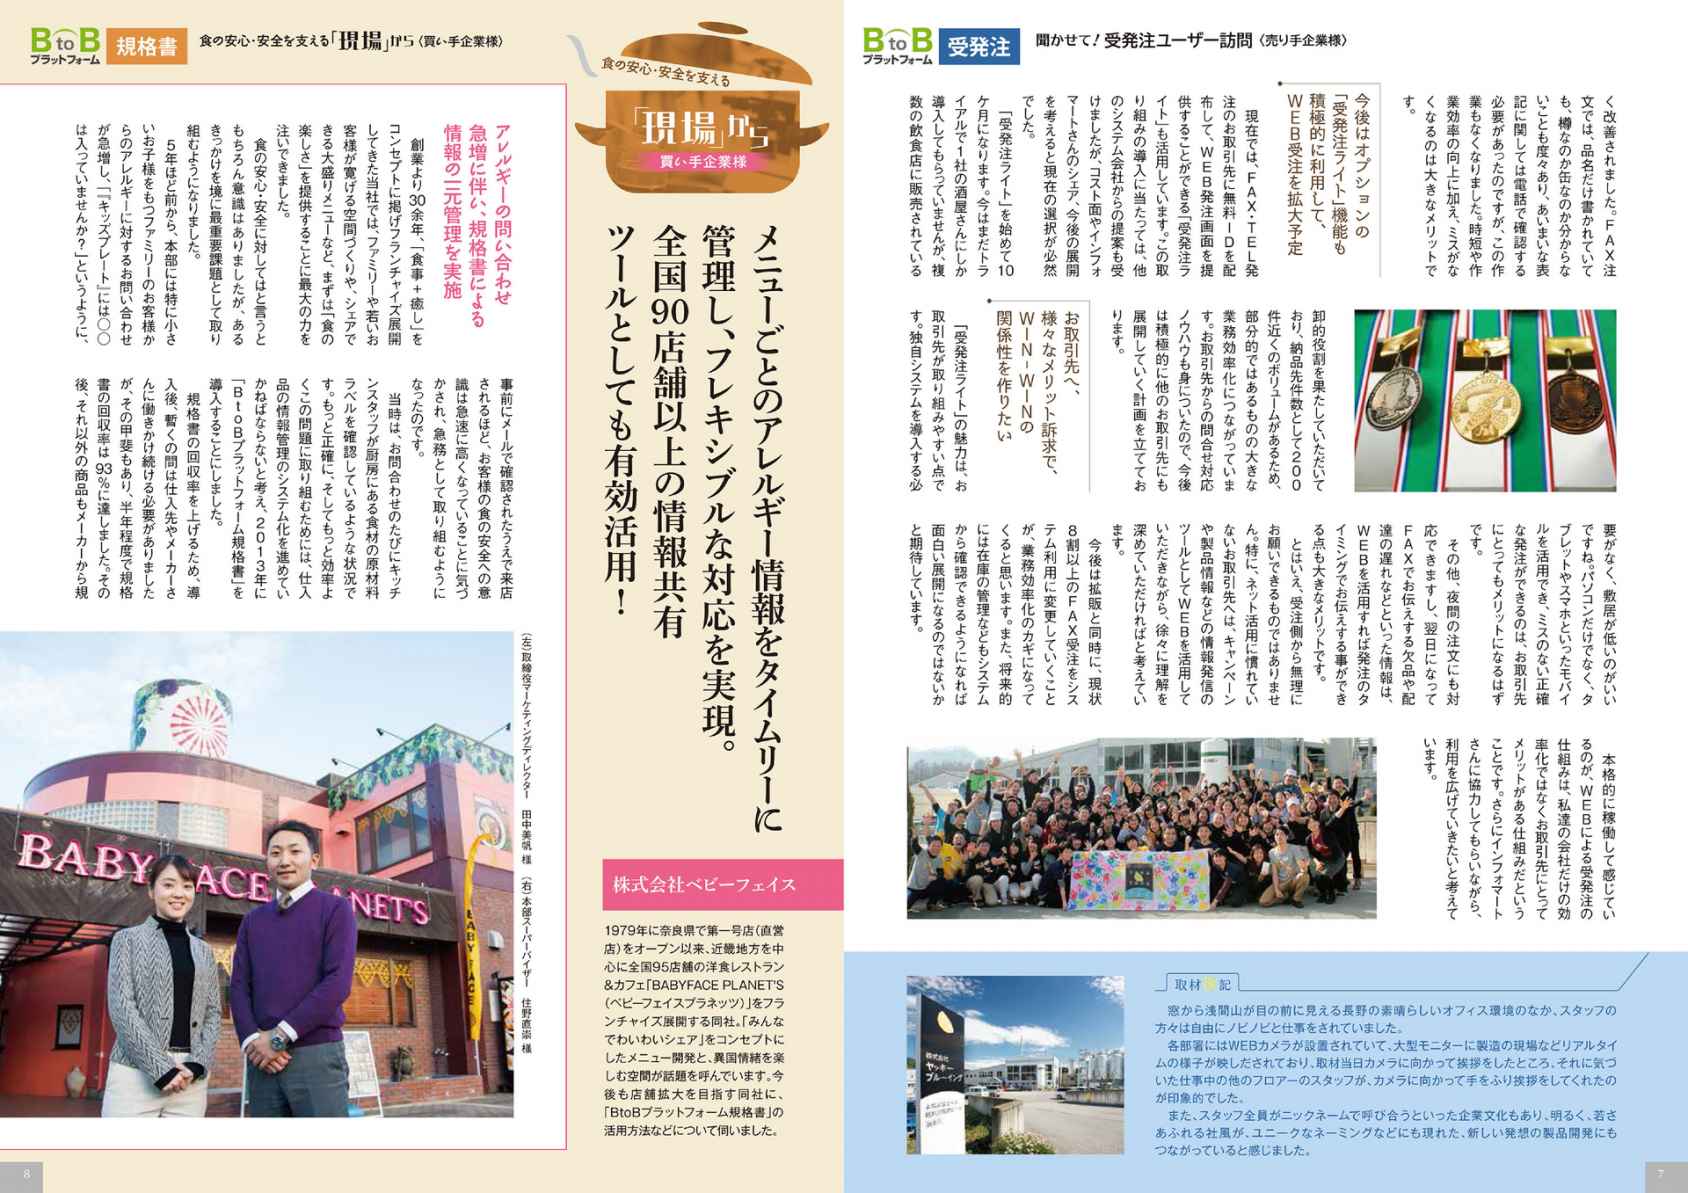 BtoB
プラットフォーム
受発注
聞かせて！受発注ユーザー訪問〈売り手企業様〉
く改善されました。ＦＡＸ注
文では、品名だけ書かれていて
も、樽なのか缶なのか分からな
いことも度々あり、あいまいな表
記に関しては電話で確認する
必要があったのですが、この作
業もなくなりました。時短や作
業効率の向上に加え、ミスがな
くなるのは大きなメリットで
す。
今後はオプションの
「受発注ライト」機能も
積極的に利用して、
ＷＥＢ受注を拡大予定
現在では、ＦＡＸ・ＴＥＬ発
注のお取引先に無料ＩＤを配
布して、ＷＥＢ発注画面を提
供することができる「受発注ラ
イト」も活用しています。この取
り組みの導入に当たっては、他
のシステム会社からの提案も受
けましたが、コスト面やインフォ
マートさんのシェア、今後の展開
を考えると現在の選択が必然
でした。
「受発注ライト」を始めて10
ケ月になります。今はまだトラ
イアルで１社の酒屋さんにしか
導入してもらっていませんが、複
数の飲食店に販売されている
卸的役割を果たしていただいて
おり、納品先件数として２００
件近くのボリュームがあるため、
部分的ではあるものの大きな
業務効率化につながっていま
す。お取引先からの問合せ対応
ノウハウも身についたので、今後
は積極的に他のお取引先にも
展開していく計画を立ててお
ります。
お取引先へ、
様々なメリット訴求で、
ＷＩＮ-ＷＩＮの
関係性を作りたい
「受発注ライト」の魅力は、お
取引先が取り組みやすい点で
す。独自システムを導入する必
要がなく、敷居が低いのがいい
ですね。パソコンだけでなく、タ
ブレットやスマホといったモバイ
ルを活用でき、ミスのない正確
な発注ができるのは、お取引先
にとってもメリットになるはず
です。
その他、夜間の注文にも対
応できますし、翌日になって
ＦＡＸでお伝えする欠品や配
達の遅れなどといった情報は、
ＷＥＢを活用すれば発注のタ
イミングでお伝えする事ができ
る点も大きなメリットです。
とはいえ、受注側から無理に
お願いできるものではありませ
ん。特に、ネット活用に慣れてい
ないお取引先へは、キャンペーン
や製品情報などの情報発信の
ツールとしてＷＥＢを活用して
いただきながら、徐々に理解を
深めていただければと考えてい
ます。
今後は拡販と同時に、現状
８割以上のＦＡＸ受注をシス
テム利用に変更していくこと
が、業務効率化のカギになって
くると思います。また、将来的
には在庫の管理などもシステム
から確認できるようになれば
面白い展開になるのではないか
と期待しています。
本格的に稼働して感じてい
るのが、ＷＥＢによる受発注の
仕組みは、私達の会社だけの効
率化ではなくお取引先にとって
メリットがある仕組みだという
ことです。さらにインフォマート
さんに協力してもらいながら、
利用を広げていきたいと考えて
います。
取材後記
窓から浅間山が目の前に見える長野の素晴らしいオフィス環境のなか、スタッフの
方々は自由にノビノビと仕事をされていました。
各部署にはWEBカメラが設置されていて、大型モニターに製造の現場などリアルタイ
ムの様子が映しだされており、取材当日カメラに向かって挨拶をしたところ、それに気づ
いた仕事中の他のフロアーのスタッフが、カメラに向かって手をふり挨拶をしてくれたの
が印象的でした。
また、スタッフ全員がニックネームで呼び合うといった企業文化もあり、明るく、若さ
あふれる社風が、ユニークなネーミングなどにも現れた、新しい発想の製品開発にも
つながっていると感じました。
株式会社
ヤッホー
ブルーイング
7
BtoB
プラットフォーム
規格書
食の安心・安全を支える「現場」から〈買い手企業様〉
食の安心・安全を支える
「現場」から
買い手企業様
メニューごとのアレルギー情報をタイムリーに
管理し、フレキシブルな対応を実現。
全国90店舗以上の情報共有
ツールとしても有効活用！
株式会社ベビーフェイス
1979年に奈良県で第一号店（直営
店）をオープン以来、近畿地方を中
心に全国95店舗の洋食レストラン
＆カフェ「BABYFACE PLANET'S
（ベビーフェイスプラネッツ）」をフラ
ンチャイズ展開する同社。「みんな
でわいわいシェア」をコンセプトに
したメニュー開発と、異国情緒を楽
しむ空間が話題を呼んでいます。今
後も店舗拡大を目指す同社に、
「BtoBプラットフォーム規格書」の
活用方法などについて伺いました。
アレルギーの問い合わせ
急増に伴い、規格書による
情報の一元管理を実施
創業より30余年、「食事＋癒し」を
コンセプトに掲げフランチャイズ展開
してきた当社では、ファミリーや若いお
客様が寛げる空間づくりや、シェアで
きる大盛りメニューなど、まずは「食の
楽しさ」を提供することに最大の力を
注いできました。
食の安心・安全に対してはと言うと
もちろん意識はありましたが、ある
きっかけを境に最重要課題として取り
組むようになりました。
５年ほど前から、本部には特に小さ
いお子様をもつファミリーのお客様か
らのアレルギーに対するお問い合わせ
が急増し、「『キッズプレート』には〇〇
は入っていませんか？」というように、
事前にメールで確認されたうえで来店
されるほど、お客様の食の安全への意
識は急速に高くなっていることに気づ
かされ、急務として取り組むように
なったのです。
当時は、お問合わせのたびにキッチ
ンスタッフが厨房にある食材の原材料
ラベルを確認しているような状況で
す。もっと正確に、そしてもっと効率よ
くこの問題に取り組むためには、仕入
品の情報管理のシステム化を進めてい
かねばならないと考え、２０１３年に
「ＢｔｏＢプラットフォーム規格書」を
導入することにしました。
規格書の回収率を上げるため、導
入後、暫くの間は仕入先やメーカーさ
んに働きかけ続ける必要がありました
が、その甲斐もあり、半年程度で規格
書の回収率は93％に達しました。その
後、それ以外の商品もメーカーから規
（左）取締役マーケティングディレクター　田中美帆 様　（右）本部スーパーバイザー　住野直崇 様
BABY FACE PLANET'S
BABY FACE
8